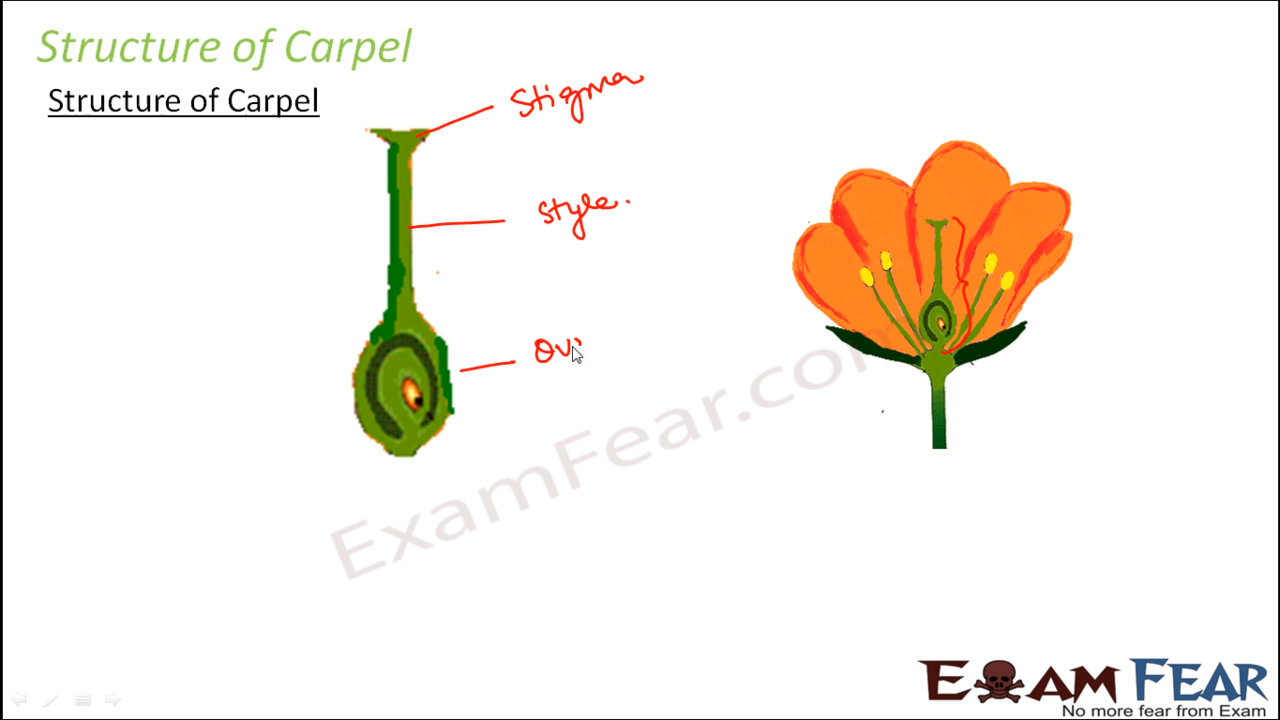 Structure of Carpel
Structure of Carpel
Stigma
Style.
Ov
ExamFear.com
EXAM FEAR
No more fear from Exam